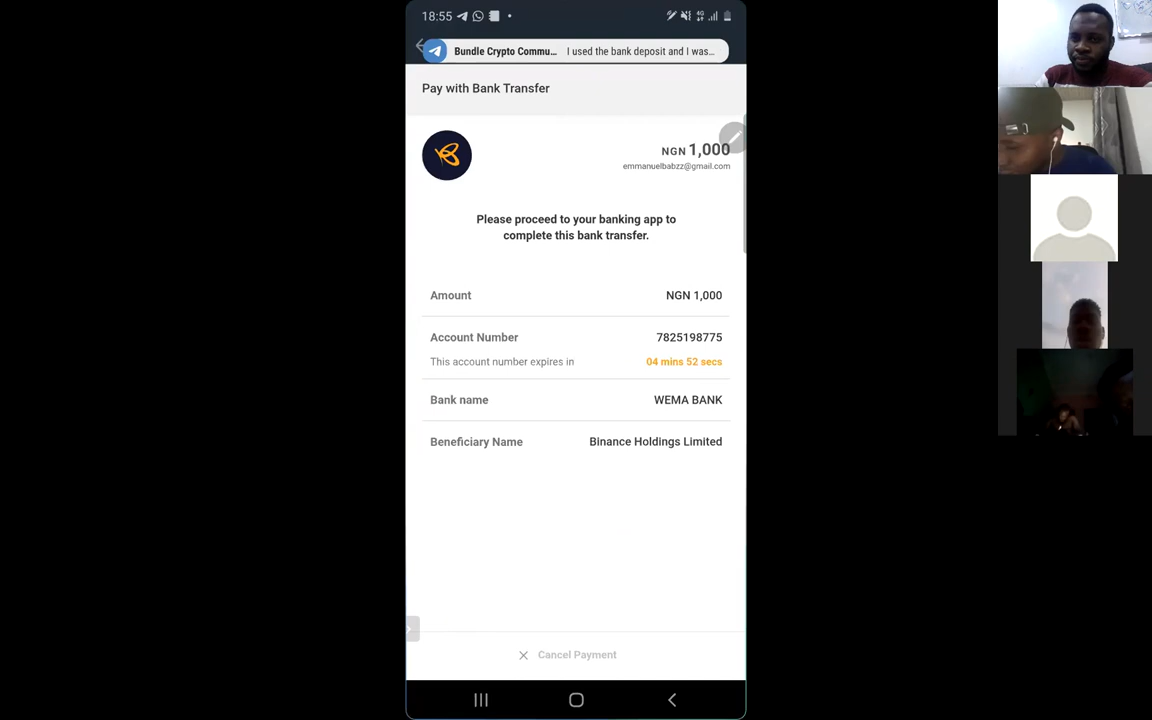 18:55
4G
Bundle Crypto Commu... I used the bank deposit and I was...
Pay with Bank Transfer
NGN 1,000
emmanuelbabzz@gmail.com
Please proceed to your banking app to
complete this bank transfer.
Amount NGN 1,000
Account Number 7825198775
This account number expires in 04 mins 52 secs
Bank name WEMA BANK
Beneficiary Name Binance Holdings Limited
Cancel Payment